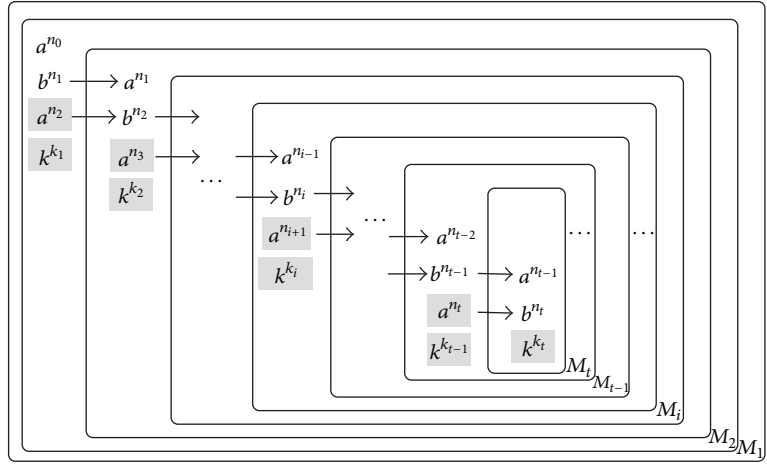 a^{n_0}
b^{n_1} → a^{n_1}
a^{n_2} → b^{n_2} →
k^{k_1}
a^{n_3} →
k^{k_2}
...
→ a^{n_{i-1}}
→ b^{n_i} →
a^{n_{i+1}} →
k^{k_i}
...
→ a^{n_{t-2}}
→ b^{n_{t-1}} → a^{n_{t-1}}
a^{n_t} → b^{n_t}
k^{k_{t-1}}
k^{k_t}
...
...
M_t
M_{t-1}
M_i
M_2
M_1